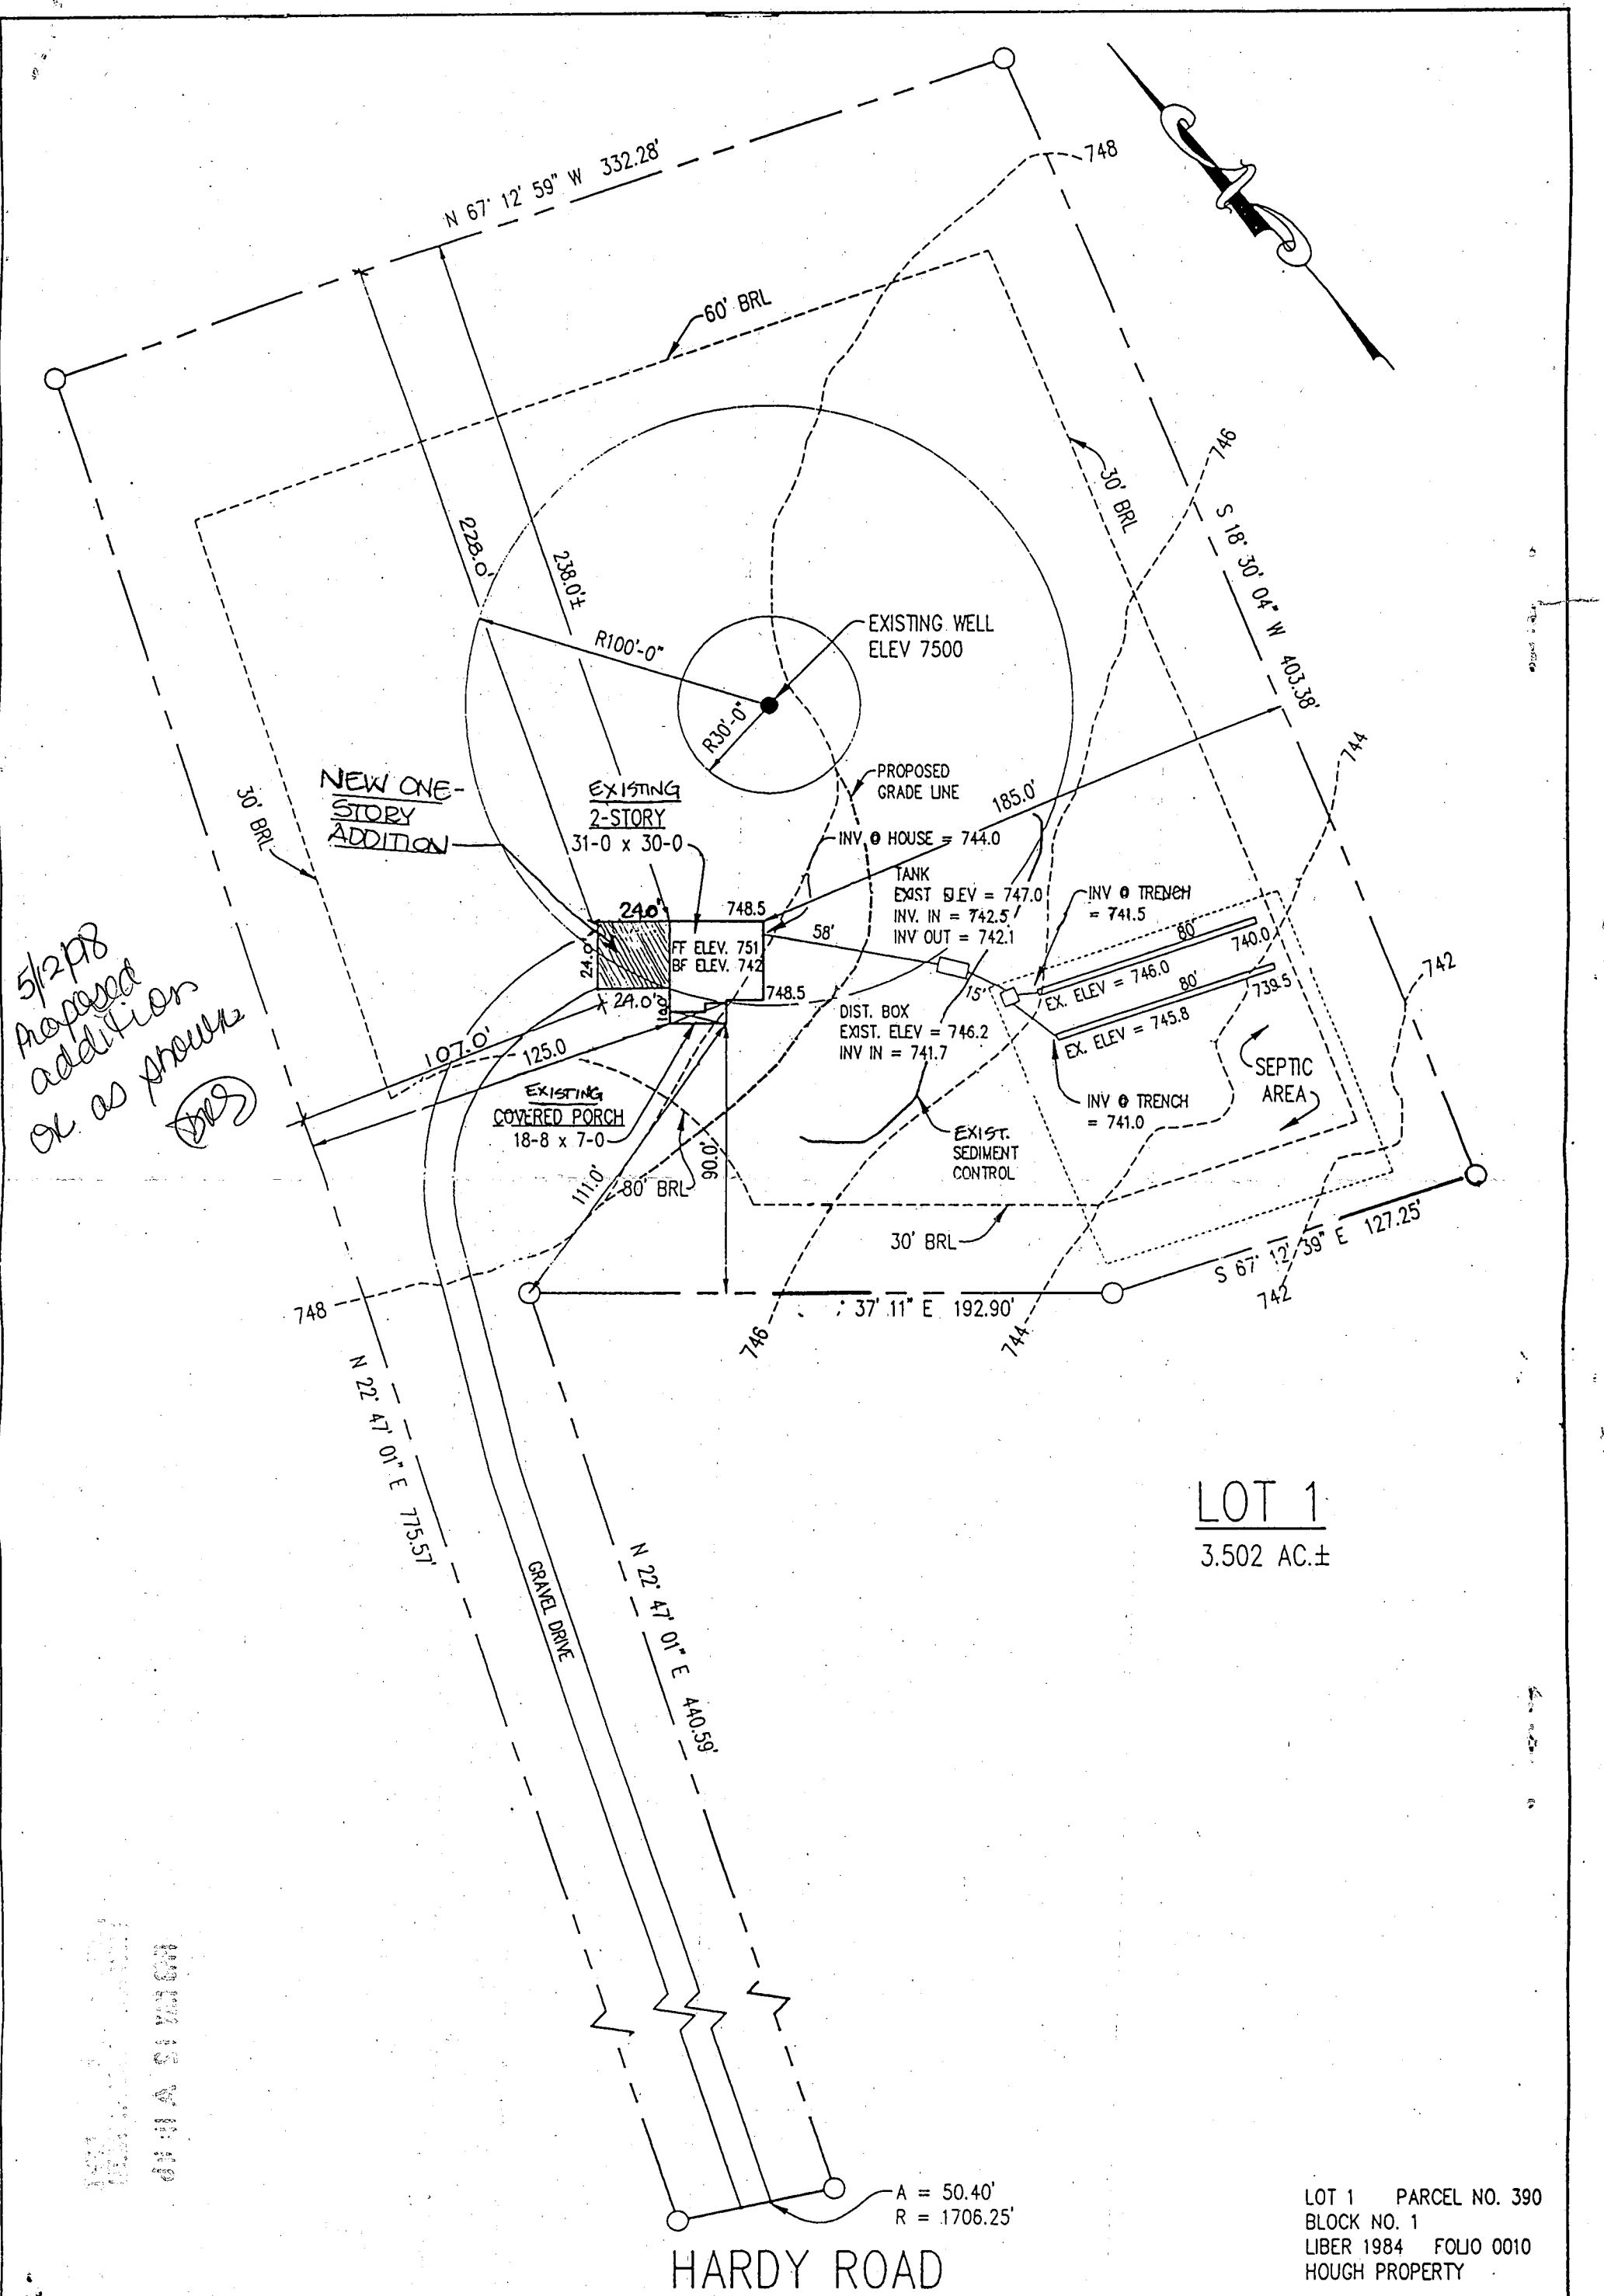 N 67° 12' 59" W 332.28'
748
60' BRL
746
30' BRL
S 18° 30' 04" W 403.38'
228.0'
238.0'±
R100'-0"
EXISTING WELL
ELEV 7500
R30'-0"
744
PROPOSED
GRADE LINE
185.0'
NEW ONE-
STORY
ADDITION
EXISTING
2-STORY
31-0 x 30-0
30' BRL
INV @ HOUSE = 744.0
TANK
EXIST ELEV = 747.0
INV. IN = 742.5
INV OUT = 742.1
INV @ TRENCH
= 741.5
24.0'
748.5
58'
80'
740.0
24.0'
FF ELEV. 751
BF ELEV. 742
EX. ELEV = 746.0
742
15'
80'
739.5
24.0'
748.5
EX. ELEV = 745.8
DIST. BOX
EXIST. ELEV = 746.2
INV IN = 741.7
5/12/98
Proposed
addition
OK as shown
107.0'
125.0
SEPTIC
AREA
EXISTING
COVERED PORCH
18-8 x 7-0
INV @ TRENCH
= 741.0
EXIST.
SEDIMENT
CONTROL
111.0'
80' BRL
90.0'
30' BRL
S 67° 12' 39" E 127.25'
742
748
37' 11" E 192.90'
746
744
N 22° 47' 01" E 775.57'
LOT 1
3.502 AC.±
GRAVEL DRIVE
N 22° 47' 01" E 440.59'
A = 50.40'
R = 1706.25'
HARDY ROAD
LOT 1 PARCEL NO. 390
BLOCK NO. 1
LIBER 1984 FOLIO 0010
HOUGH PROPERTY